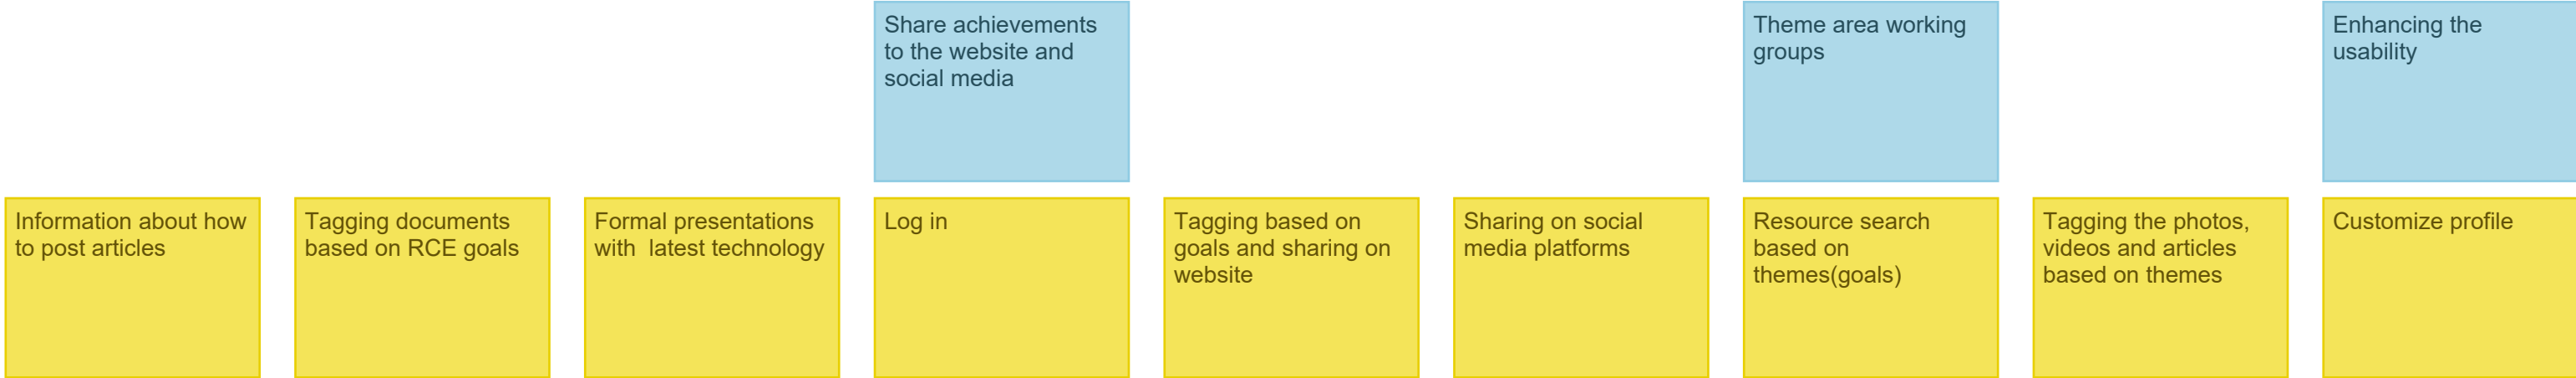 Share achievements
to the website and
social media
Theme area working
groups
Enhancing the
usability
Information about how
to post articles
Tagging documents
based on RCE goals
Formal presentations
with  latest technology
Log in
Tagging based on
goals and sharing on
website
Sharing on social
media platforms
Resource search
based on
themes(goals)
Tagging the photos,
videos and articles
based on themes
Customize profile